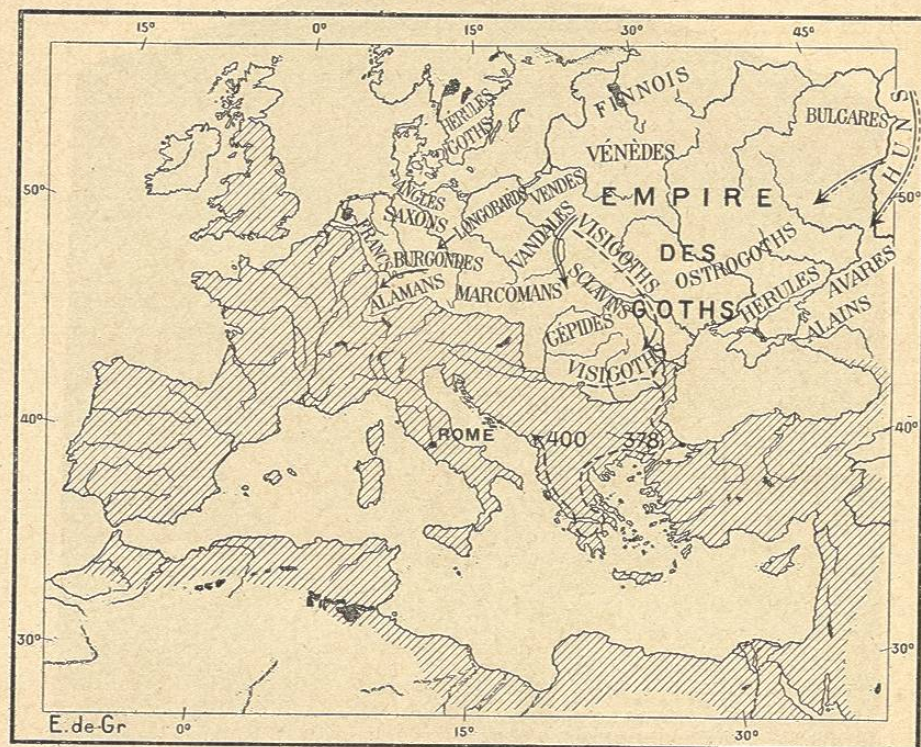 15° 0° 15° 30° 45°
FINNOIS
BULGARES
HUNS
HÉRULES
GOTHS
VÉNÈDES
50° 50°
ANGLES
SAXONS
LONGOBARDS
VENDES
EMPIRE
FRANCS
VANDALES
VISIGOTHS
DES
OSTROGOTHS
BURGONDES
ALAMANS
MARCOMANS
SCLAVINS
GOTHS
HÉRULES
AVARES
ALAINS
GÉPIDES
VISIGOTHS
40° 40°
ROME
400
378
30° 30°
E.de-Gr
0° 15° 30°